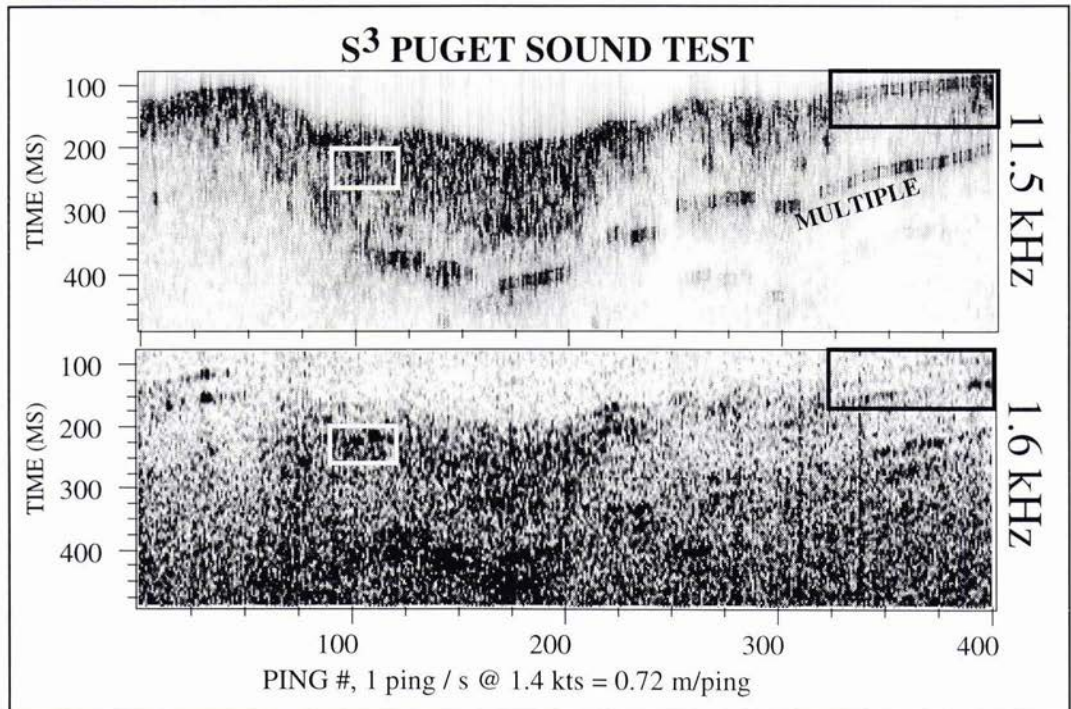 S³ PUGET SOUND TEST
TIME (MS)
100
200
300
400
MULTIPLE
11.5 kHz
TIME (MS)
100
200
300
400
1.6 kHz
100 200 300 400
PING #, 1 ping / s @ 1.4 kts = 0.72 m/ping